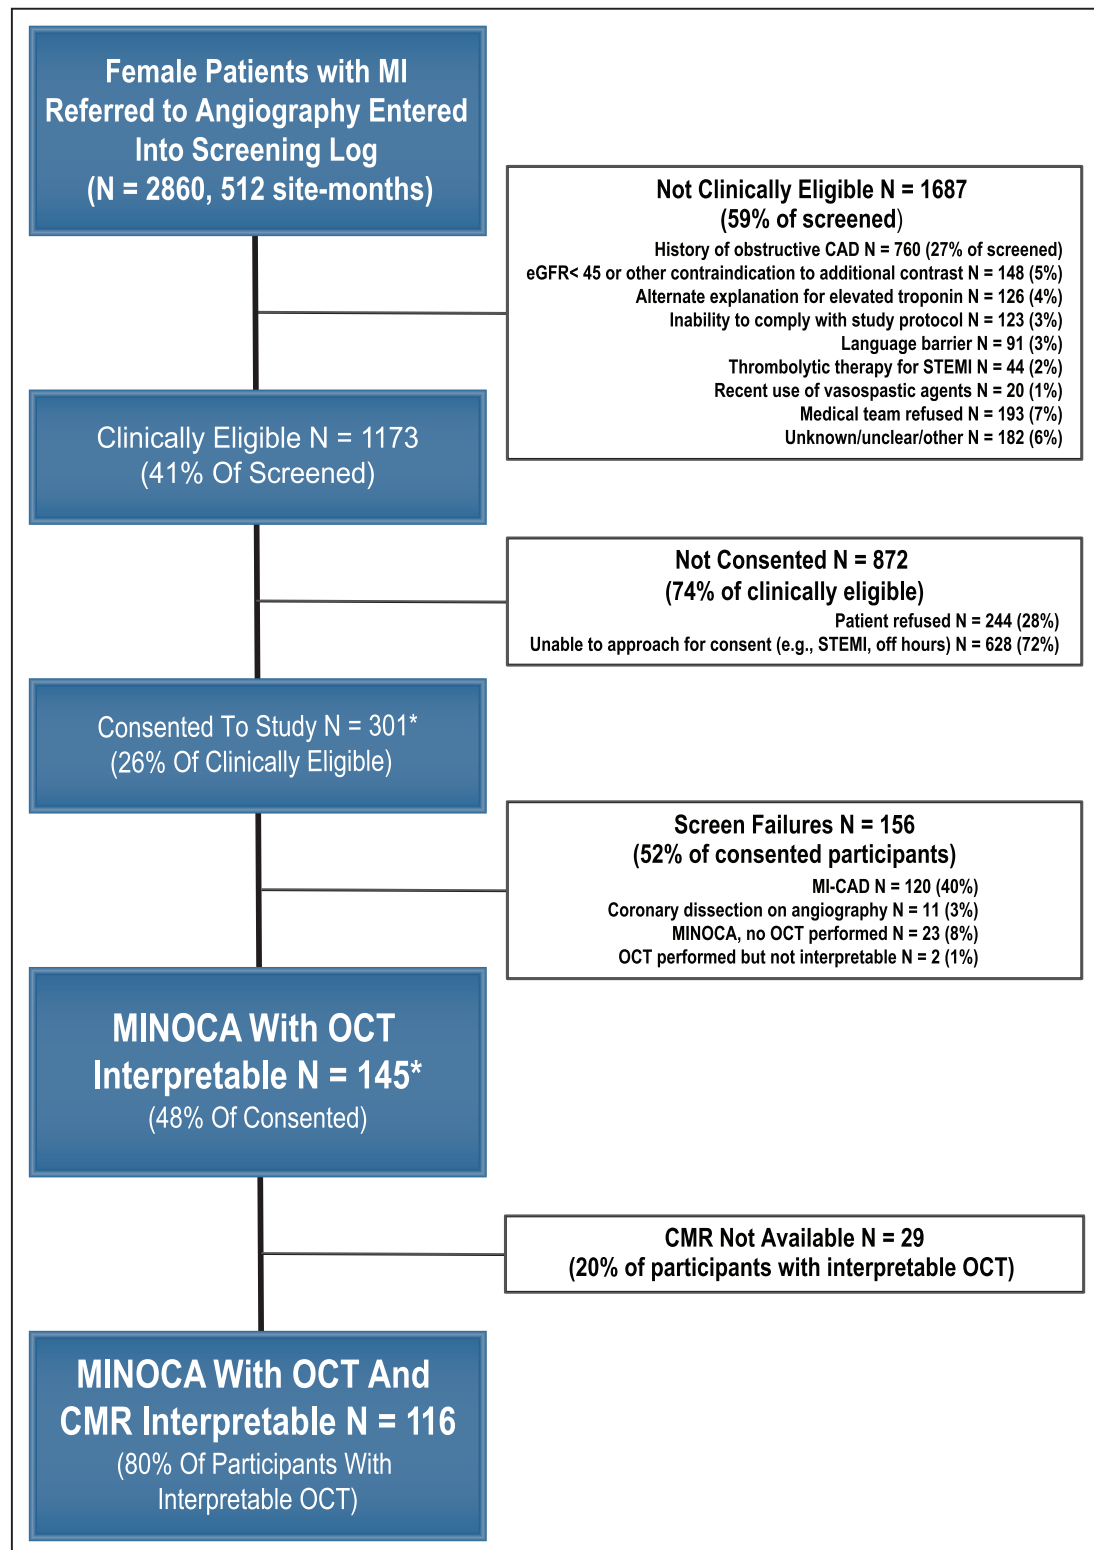 Female Patients with MI
Referred to Angiography Entered
Into Screening Log
(N = 2860, 512 site-months)
Not Clinically Eligible N = 1687
(59% of screened)
History of obstructive CAD N = 760 (27% of screened)
eGFR< 45 or other contraindication to additional contrast N = 148 (5%)
Alternate explanation for elevated troponin N = 126 (4%)
Inability to comply with study protocol N = 123 (3%)
Language barrier N = 91 (3%)
Thrombolytic therapy for STEMI N = 44 (2%)
Recent use of vasospastic agents N = 20 (1%)
Medical team refused N = 193 (7%)
Unknown/unclear/other N = 182 (6%)
Clinically Eligible N = 1173
(41% Of Screened)
Not Consented N = 872
(74% of clinically eligible)
Patient refused N = 244 (28%)
Unable to approach for consent (e.g., STEMI, off hours) N = 628 (72%)
Consented To Study N = 301*
(26% Of Clinically Eligible)
Screen Failures N = 156
(52% of consented participants)
MI-CAD N = 120 (40%)
Coronary dissection on angiography N = 11 (3%)
MINOCA, no OCT performed N = 23 (8%)
OCT performed but not interpretable N = 2 (1%)
MINOCA With OCT
Interpretable N = 145*
(48% Of Consented)
CMR Not Available N = 29
(20% of participants with interpretable OCT)
MINOCA With OCT And
CMR Interpretable N = 116
(80% Of Participants With
Interpretable OCT)